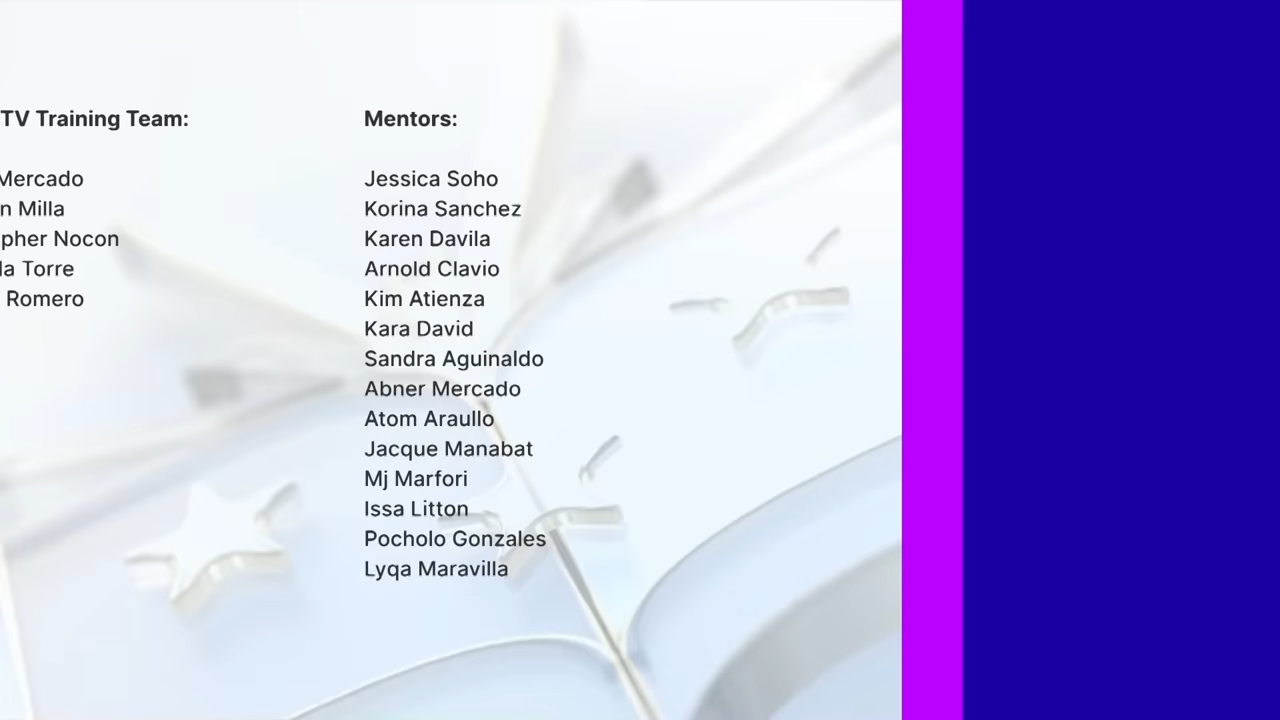 TV Training Team:
Mercado
n Milla
pher Nocon
la Torre
Romero
Mentors:
Jessica Soho
Korina Sanchez
Karen Davila
Arnold Clavio
Kim Atienza
Kara David
Sandra Aguinaldo
Abner Mercado
Atom Araullo
Jacque Manabat
Mj Marfori
Issa Litton
Pocholo Gonzales
Lyqa Maravilla